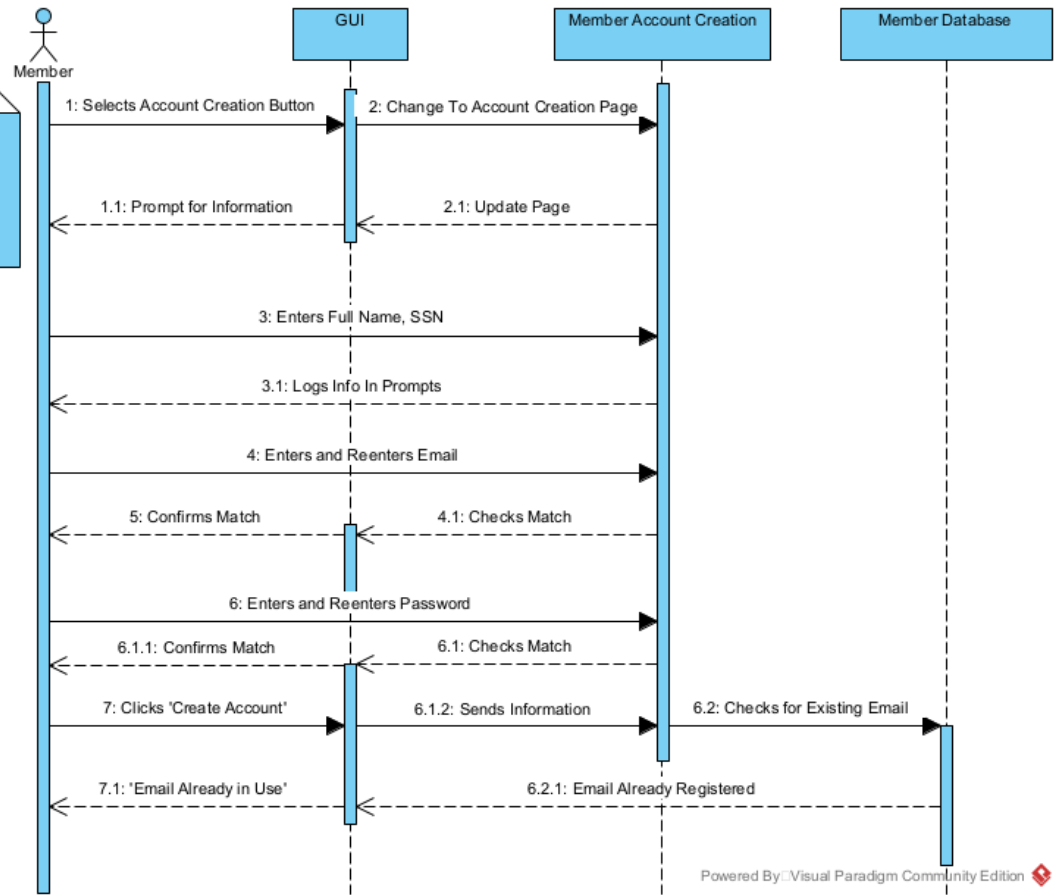 GUI
Member Account Creation
Member Database
Member
1: Selects Account Creation Button
2: Change To Account Creation Page
1.1: Prompt for Information
2.1: Update Page
3: Enters Full Name, SSN
3.1: Logs Info In Prompts
4: Enters and Reenters Email
5: Confirms Match
4.1: Checks Match
6: Enters and Reenters Password
6.1.1: Confirms Match
6.1: Checks Match
7: Clicks 'Create Account'
6.1.2: Sends Information
6.2: Checks for Existing Email
7.1: 'Email Already in Use'
6.2.1: Email Already Registered
Powered By Visual Paradigm Community Edition